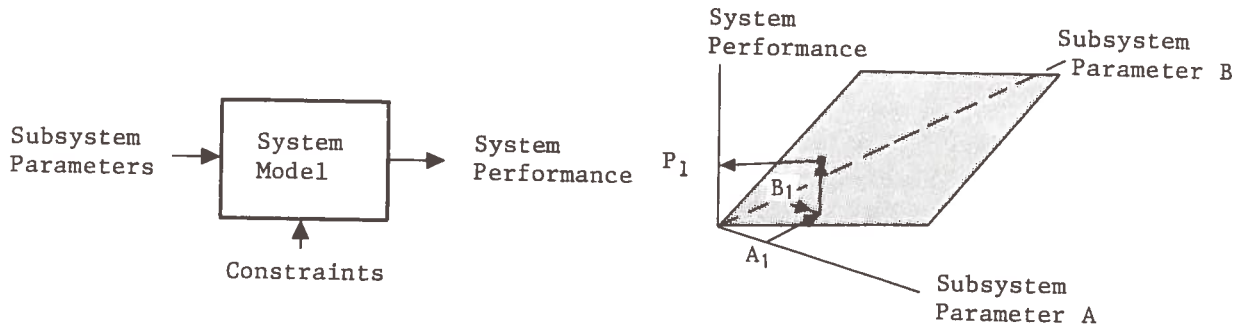 Subsystem
Parameters
System
Model
System
Performance
Constraints
System
Performance
Subsystem
Parameter B
P1
B1
A1
Subsystem
Parameter A